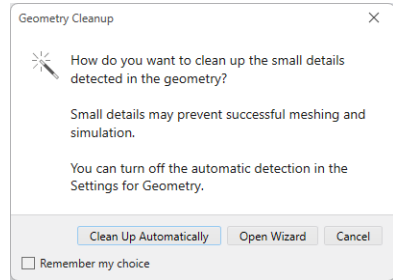 Geometry Cleanup
How do you want to clean up the small details
detected in the geometry?
Small details may prevent successful meshing and
simulation.
You can turn off the automatic detection in the
Settings for Geometry.
Clean Up Automatically
Open Wizard
Cancel
Remember my choice